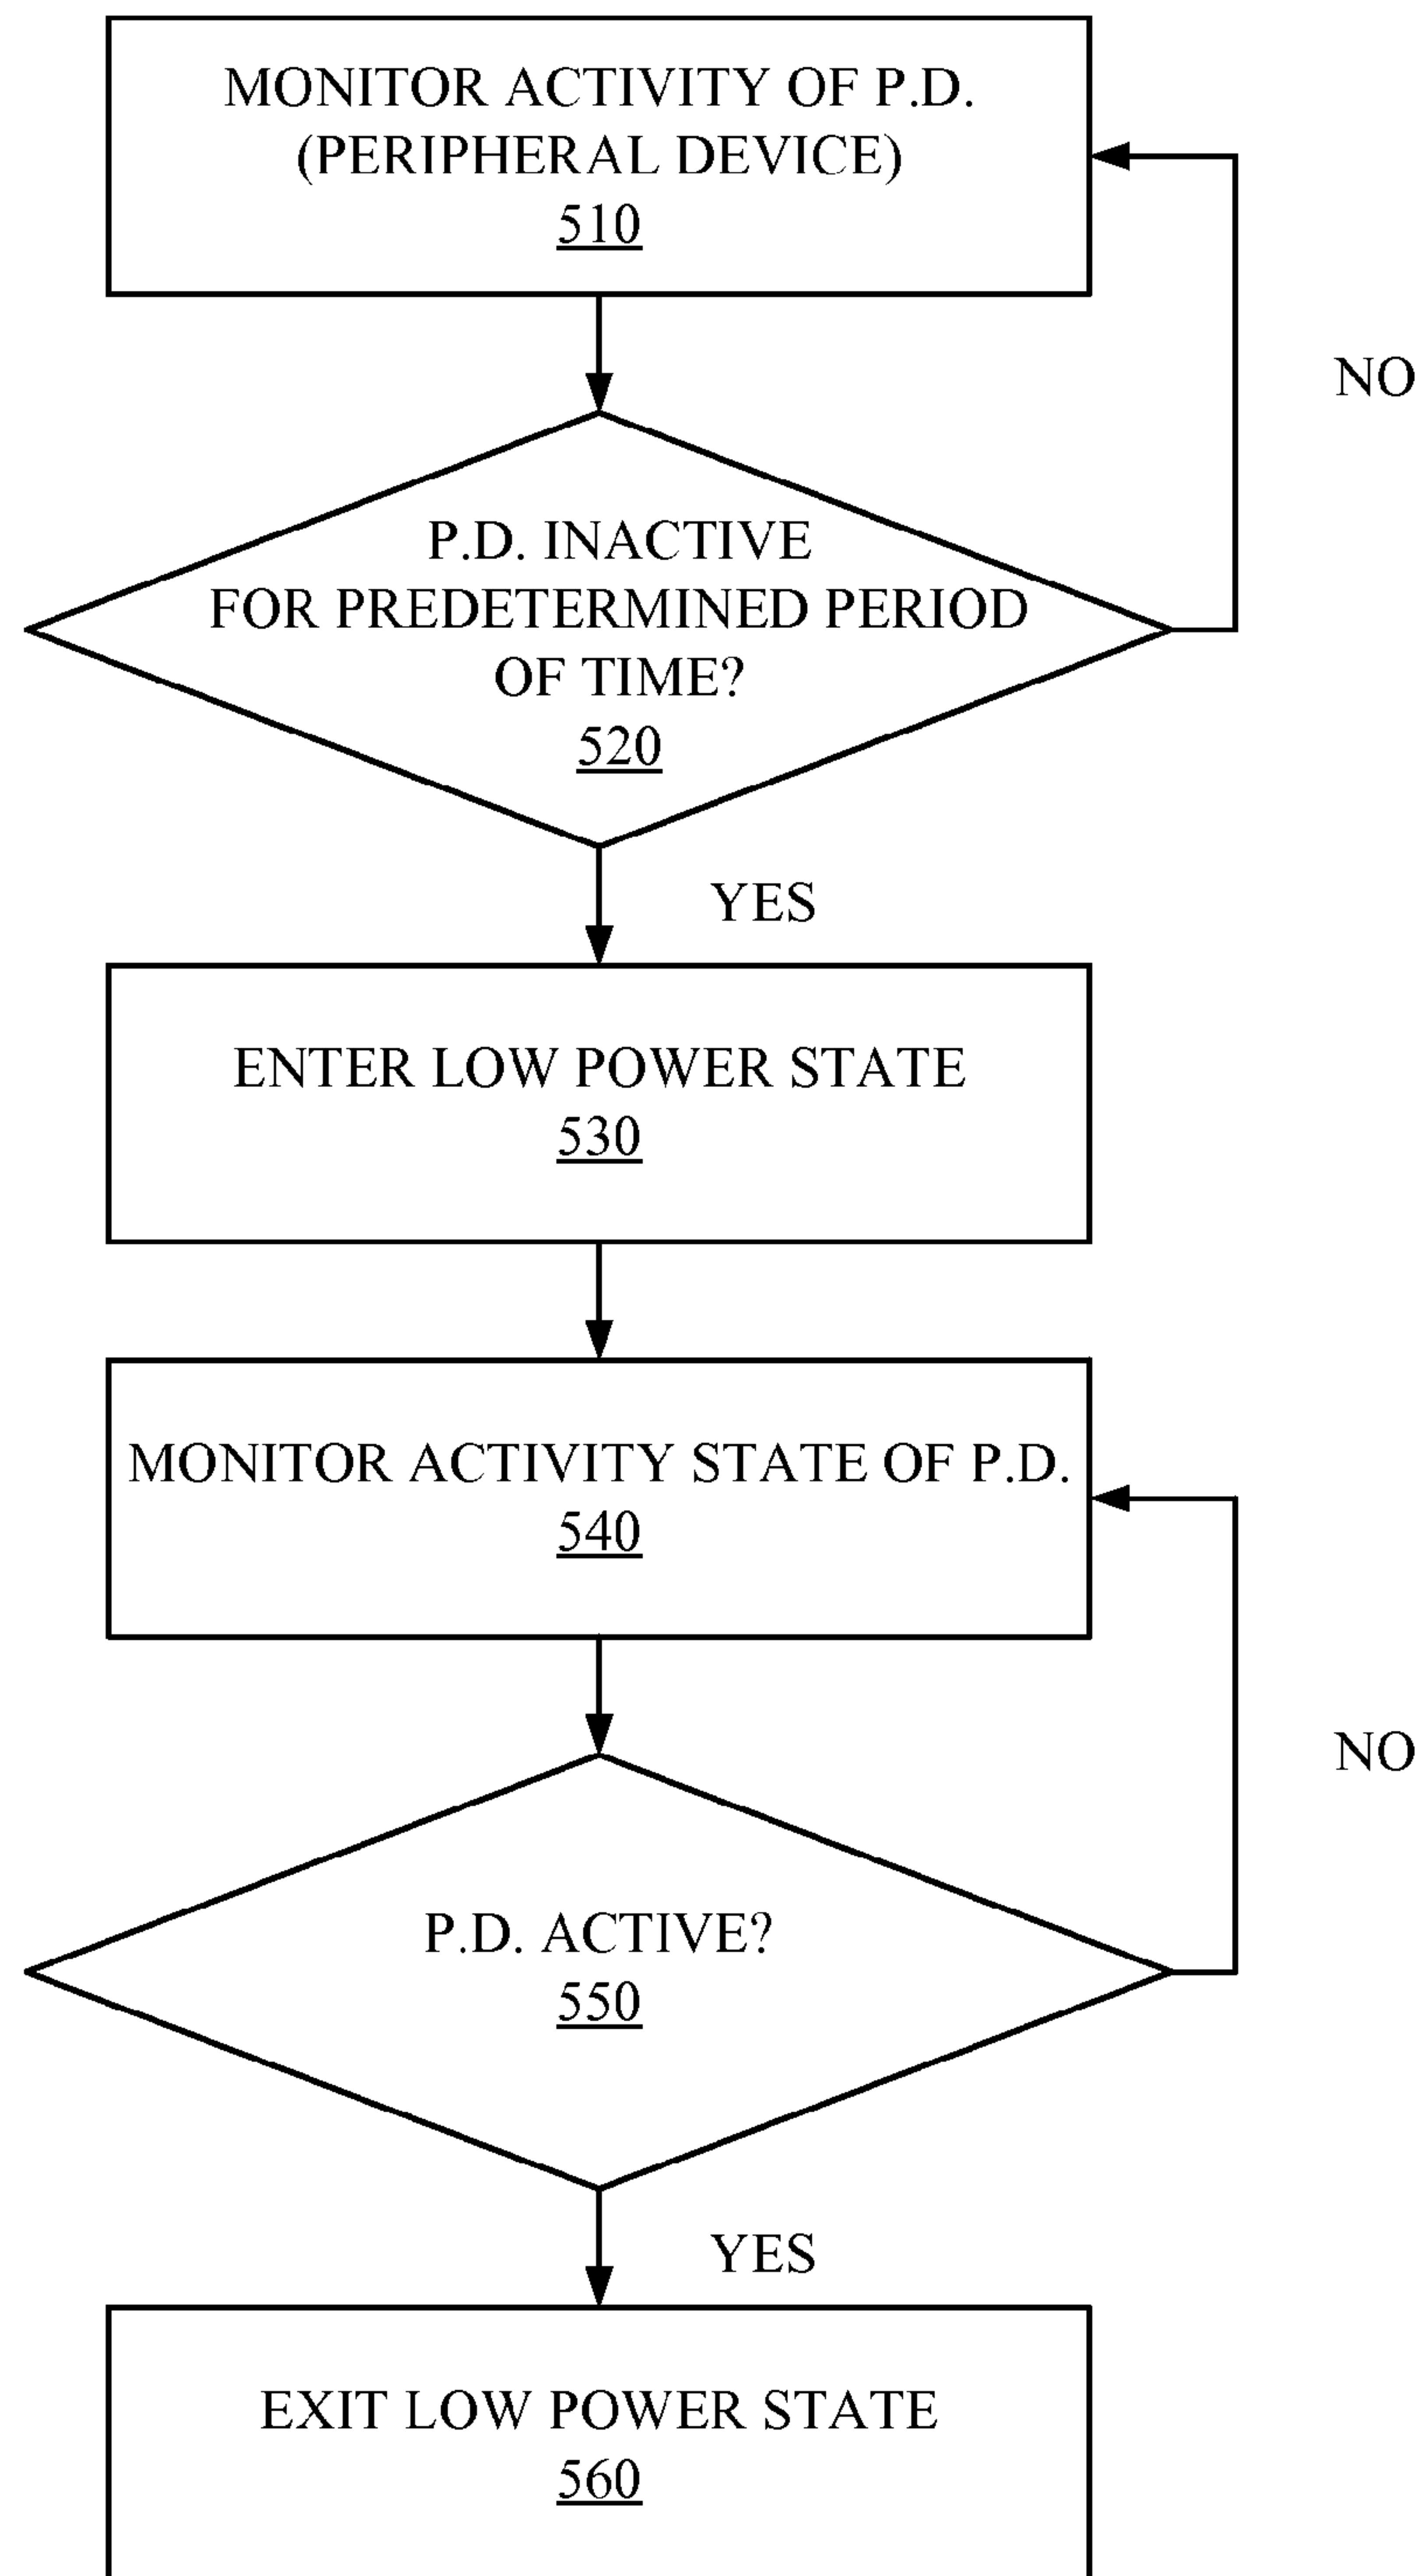 MONITOR ACTIVITY OF P.D.
(PERIPHERAL DEVICE)
510
NO
P.D. INACTIVE
FOR PREDETERMINED PERIOD
OF TIME?
520
YES
ENTER LOW POWER STATE
530
MONITOR ACTIVITY STATE OF P.D.
540
NO
P.D. ACTIVE?
550
YES
EXIT LOW POWER STATE
560